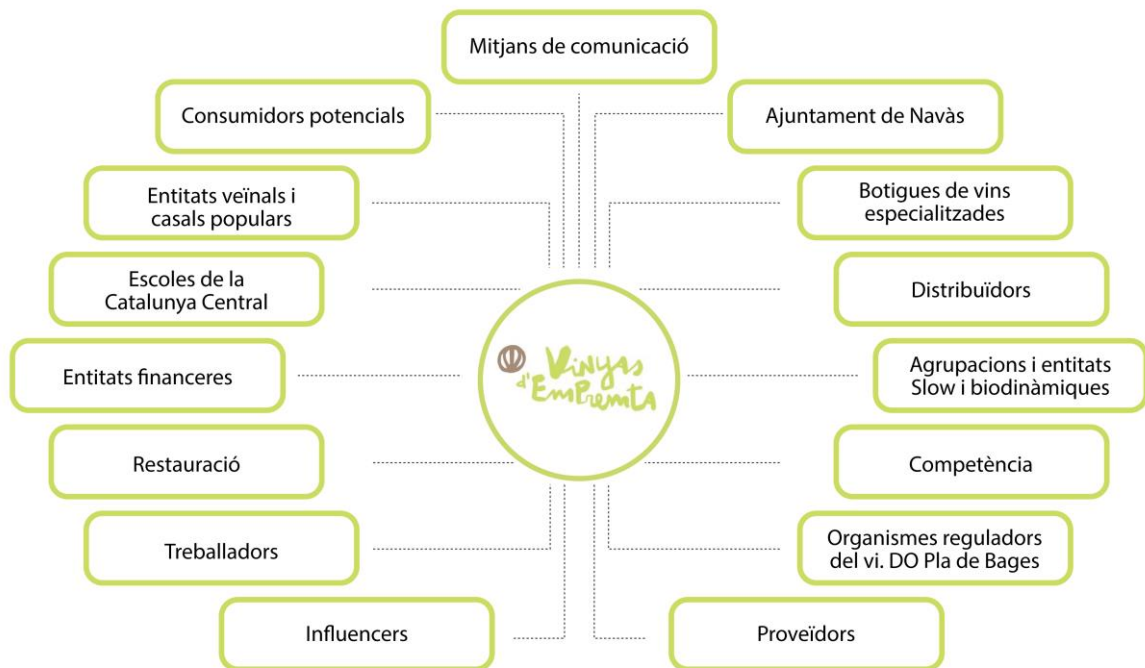 Mitjans de comunicació
Consumidors potencials
Ajuntament de Navàs
Entitats veïnals i
casals populars
Botigues de vins
especialitzades
Escoles de la
Catalunya Central
Distribuïdors
Vinyas
d'EmPremta
Entitats financeres
Agrupacions i entitats
Slow i biodinàmiques
Restauració
Competència
Treballadors
Organismes reguladors
del vi. DO Pla de Bages
Influencers
Proveïdors